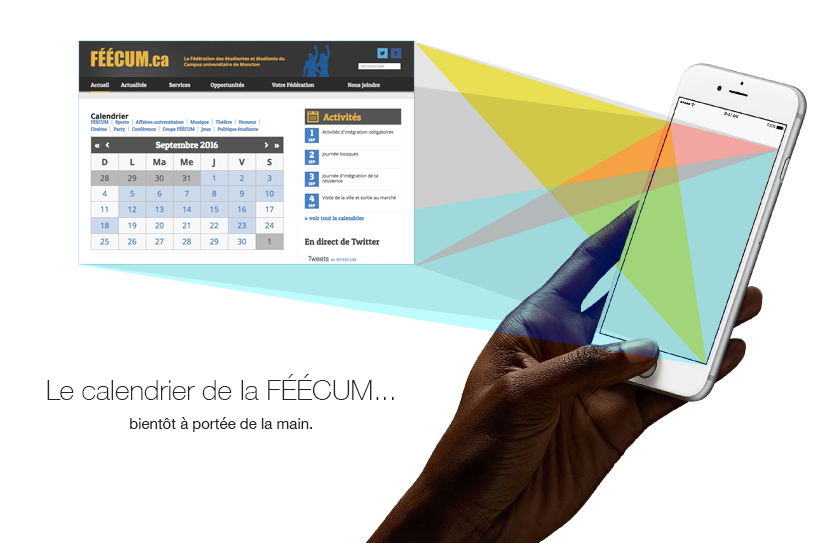 FÉÉCUM.ca
La Fédération des étudiantes et étudiants du
Campus universitaire de Moncton
Accueil Actualités Services Opportunités Votre Fédération Nous joindre
Calendrier
FÉÉCUM | Sports | Affaires universitaires | Musique | Théâtre | Humour |
Cinéma | Party | Conférence | Coupe FÉÉCUM | Jeux | Politique étudiante
« ‹ Septembre 2016 › »
D L Ma Me J V S
28 29 30 31 1 2 3
4 5 6 7 8 9 10
11 12 13 14 15 16 17
18 19 20 21 22 23 24
25 26 27 28 29 30 1
Activités
1 SEP Activités d'intégration obligatoires
2 SEP Journée kiosques
3 SEP Journée d'intégration de la
résidence
4 SEP Visite de la ville et sortie au marché
» voir tout le calendrier
En direct de Twitter
Tweets de @FEECUM
9:41 AM
100%
Le calendrier de la FÉÉCUM...
bientôt à portée de la main.